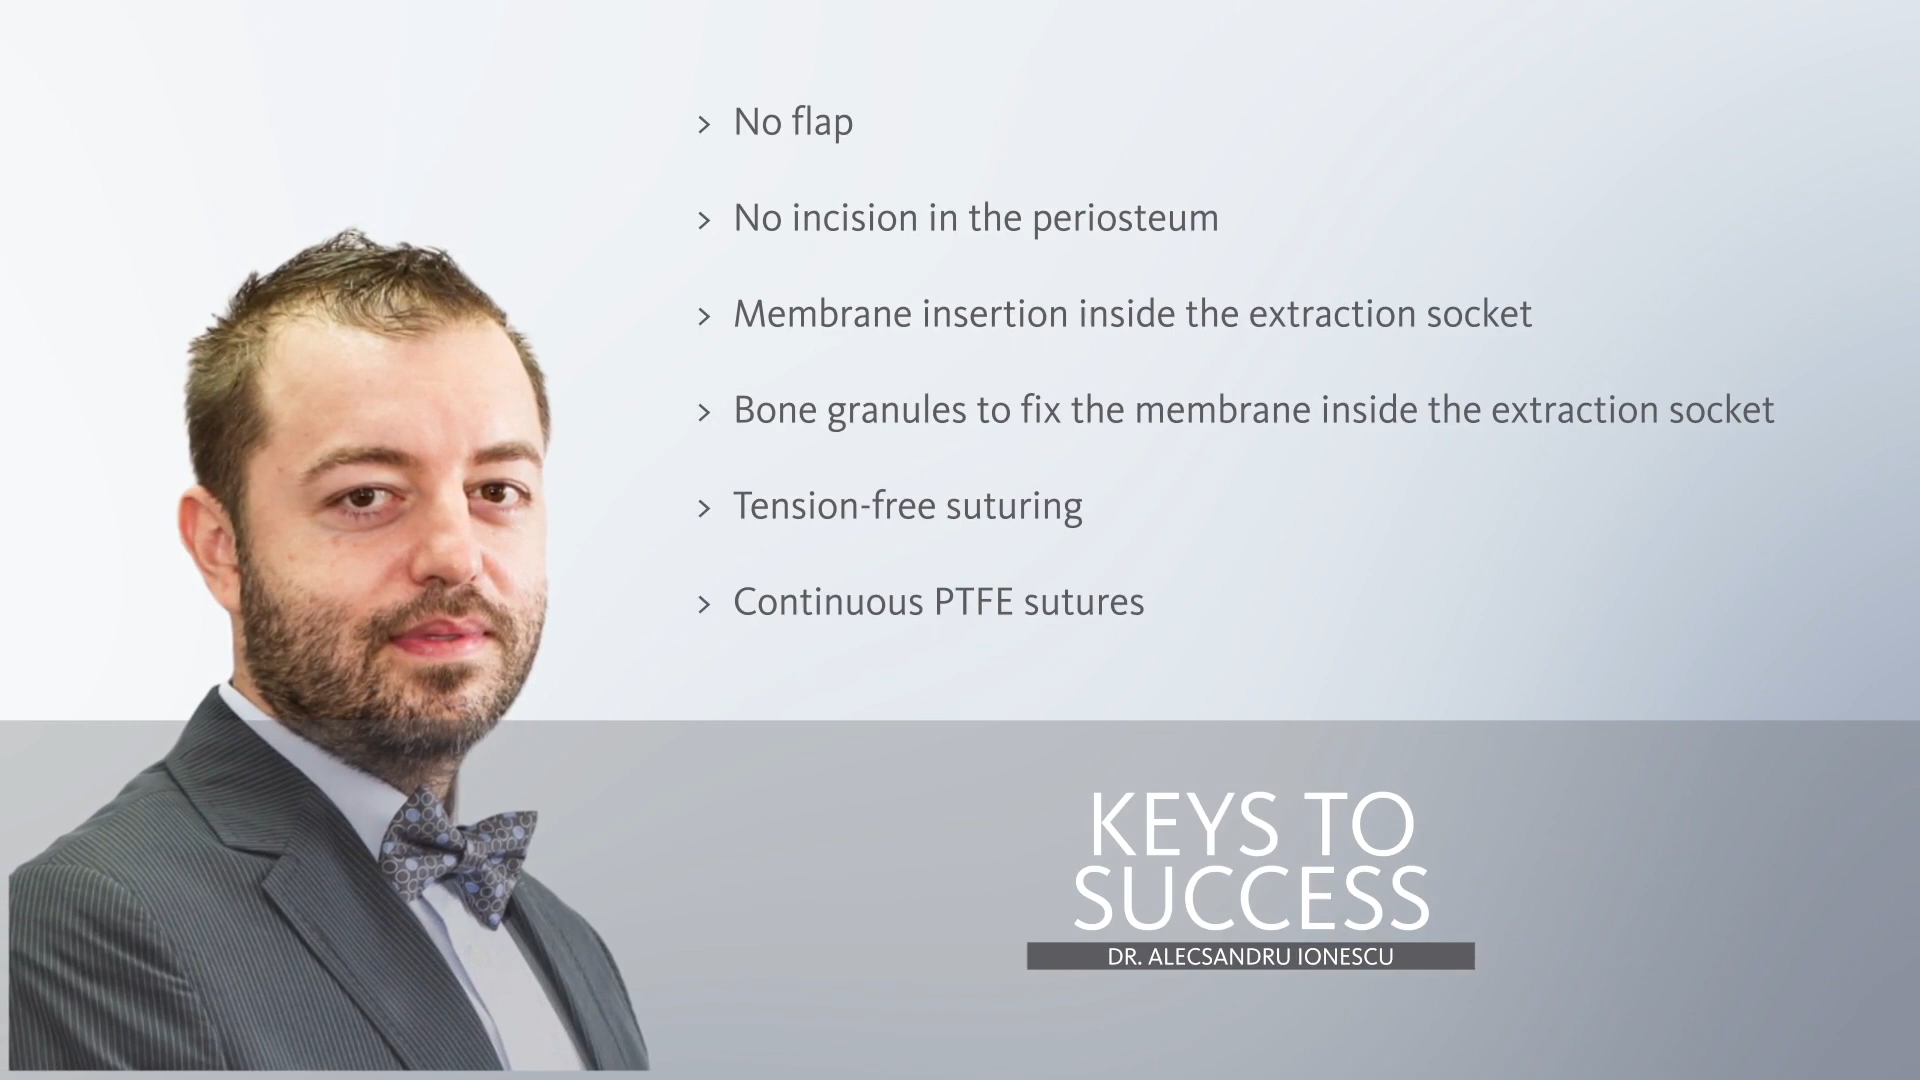 > No flap
> No incision in the periosteum
> Membrane insertion inside the extraction socket
> Bone granules to fix the membrane inside the extraction socket
> Tension-free suturing
> Continuous PTFE sutures
KEYS TO
SUCCESS
DR. ALECSANDRU IONESCU